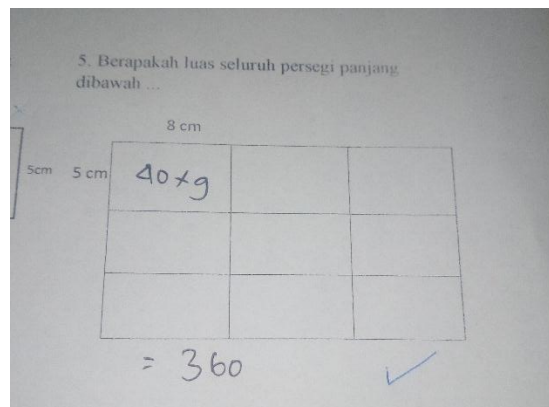 5. Berapakah luas seluruh persegi panjang
dibawah ...
8 cm
5cm
5 cm
40 x 9
= 360